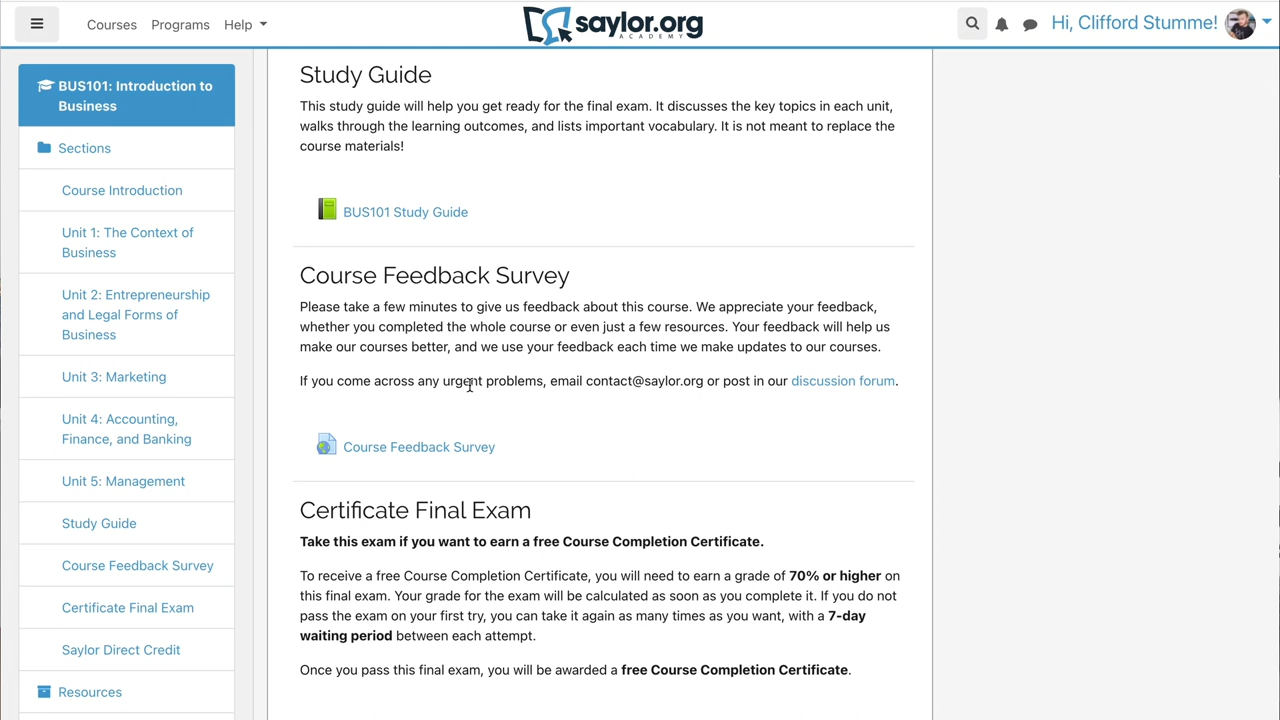 Courses
Programs
Help
saylor.org
ACADEMY
Hi, Clifford Stumme!
BUS101: Introduction to
Business
Sections
Course Introduction
Unit 1: The Context of
Business
Unit 2: Entrepreneurship
and Legal Forms of
Business
Unit 3: Marketing
Unit 4: Accounting,
Finance, and Banking
Unit 5: Management
Study Guide
Course Feedback Survey
Certificate Final Exam
Saylor Direct Credit
Resources
Study Guide
This study guide will help you get ready for the final exam. It discusses the key topics in each unit,
walks through the learning outcomes, and lists important vocabulary. It is not meant to replace the
course materials!
BUS101 Study Guide
Course Feedback Survey
Please take a few minutes to give us feedback about this course. We appreciate your feedback,
whether you completed the whole course or even just a few resources. Your feedback will help us
make our courses better, and we use your feedback each time we make updates to our courses.
If you come across any urgent problems, email contact@saylor.org or post in our discussion forum.
Course Feedback Survey
Certificate Final Exam
Take this exam if you want to earn a free Course Completion Certificate.
To receive a free Course Completion Certificate, you will need to earn a grade of 70% or higher on
this final exam. Your grade for the exam will be calculated as soon as you complete it. If you do not
pass the exam on your first try, you can take it again as many times as you want, with a 7-day
waiting period between each attempt.
Once you pass this final exam, you will be awarded a free Course Completion Certificate.